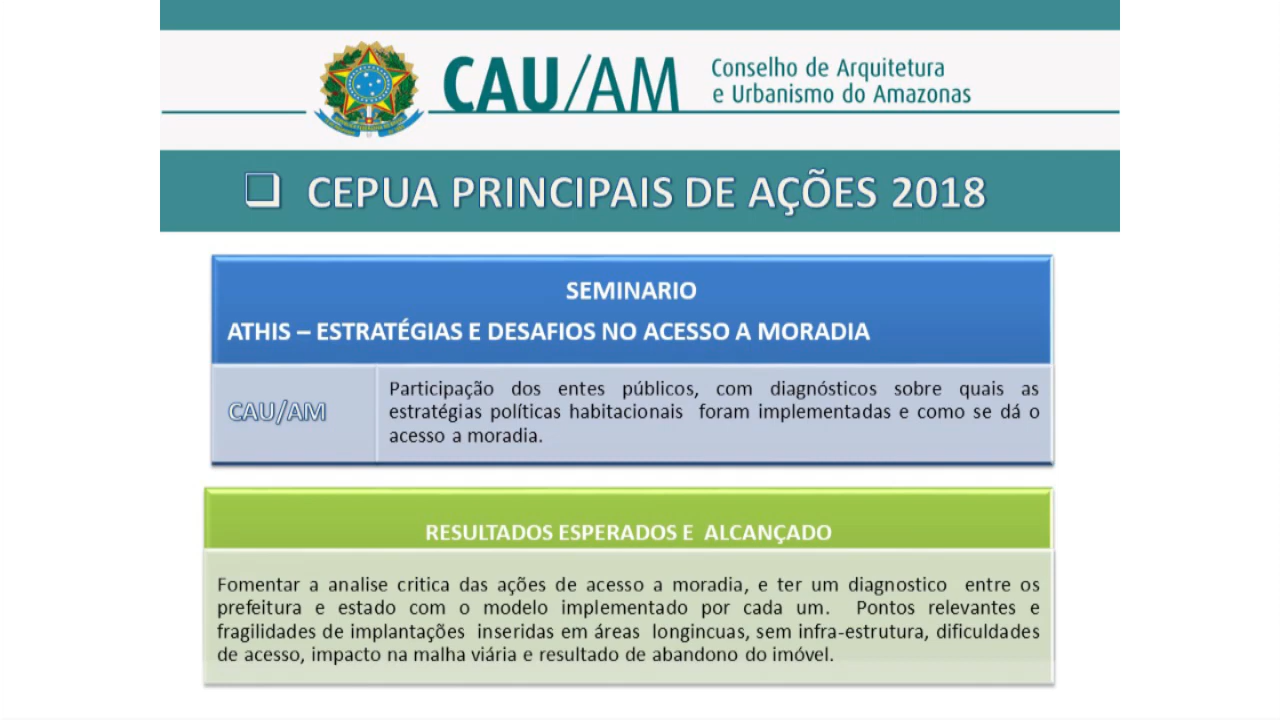 CAU/AM
Conselho de Arquitetura
e Urbanismo do Amazonas
❑ CEPUA PRINCIPAIS DE AÇÕES 2018
SEMINARIO
ATHIS – ESTRATÉGIAS E DESAFIOS NO ACESSO A MORADIA
CAU/AM
Participação dos entes públicos, com diagnósticos sobre quais as
estratégias políticas habitacionais foram implementadas e como se dá o
acesso a moradia.
RESULTADOS ESPERADOS E ALCANÇADO
Fomentar a analise critica das ações de acesso a moradia, e ter um diagnostico entre os
prefeitura e estado com o modelo implementado por cada um. Pontos relevantes e
fragilidades de implantações inseridas em áreas longincuas, sem infra-estrutura, dificuldades
de acesso, impacto na malha viária e resultado de abandono do imóvel.